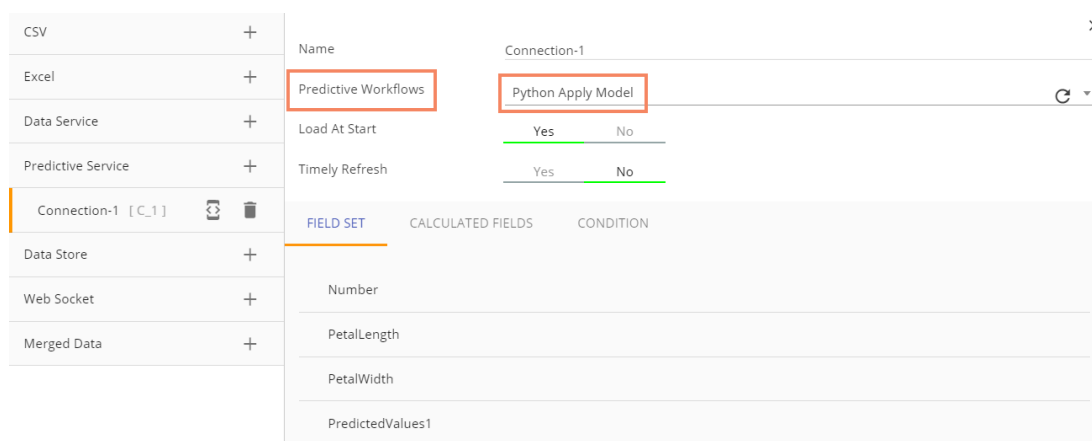 CSV
Excel
Data Service
Predictive Service
Connection-1 [ C_1 ]
Data Store
Web Socket
Merged Data
Name Connection-1
Predictive Workflows Python Apply Model
Load At Start Yes No
Timely Refresh Yes No
FIELD SET CALCULATED FIELDS CONDITION
Number
PetalLength
PetalWidth
PredictedValues1